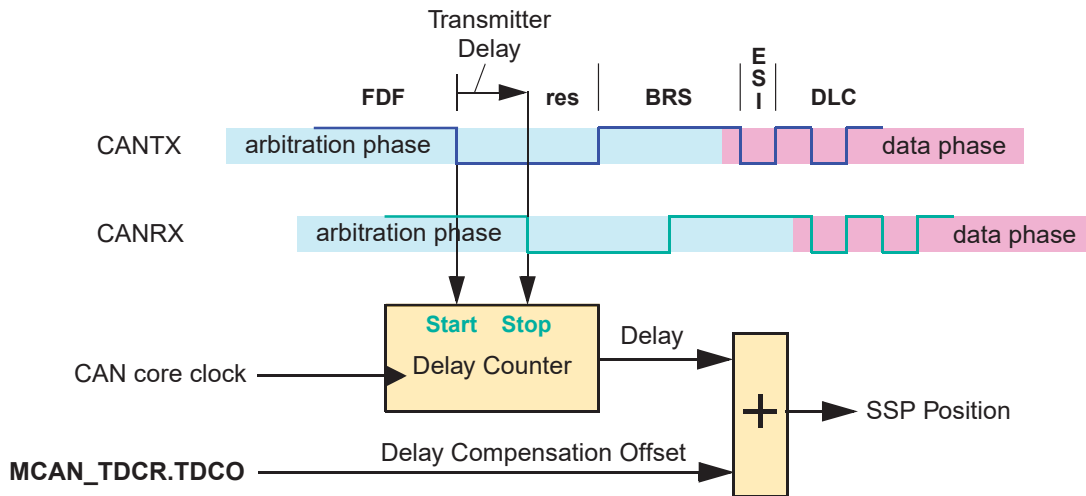 Transmitter
Delay
FDF
res
BRS
ESI
DLC
CANTX
arbitration phase
data phase
CANRX
arbitration phase
data phase
Start
Stop
Delay Counter
CAN core clock
Delay
+
SSP Position
MCAN_TDCR.TDCO
Delay Compensation Offset